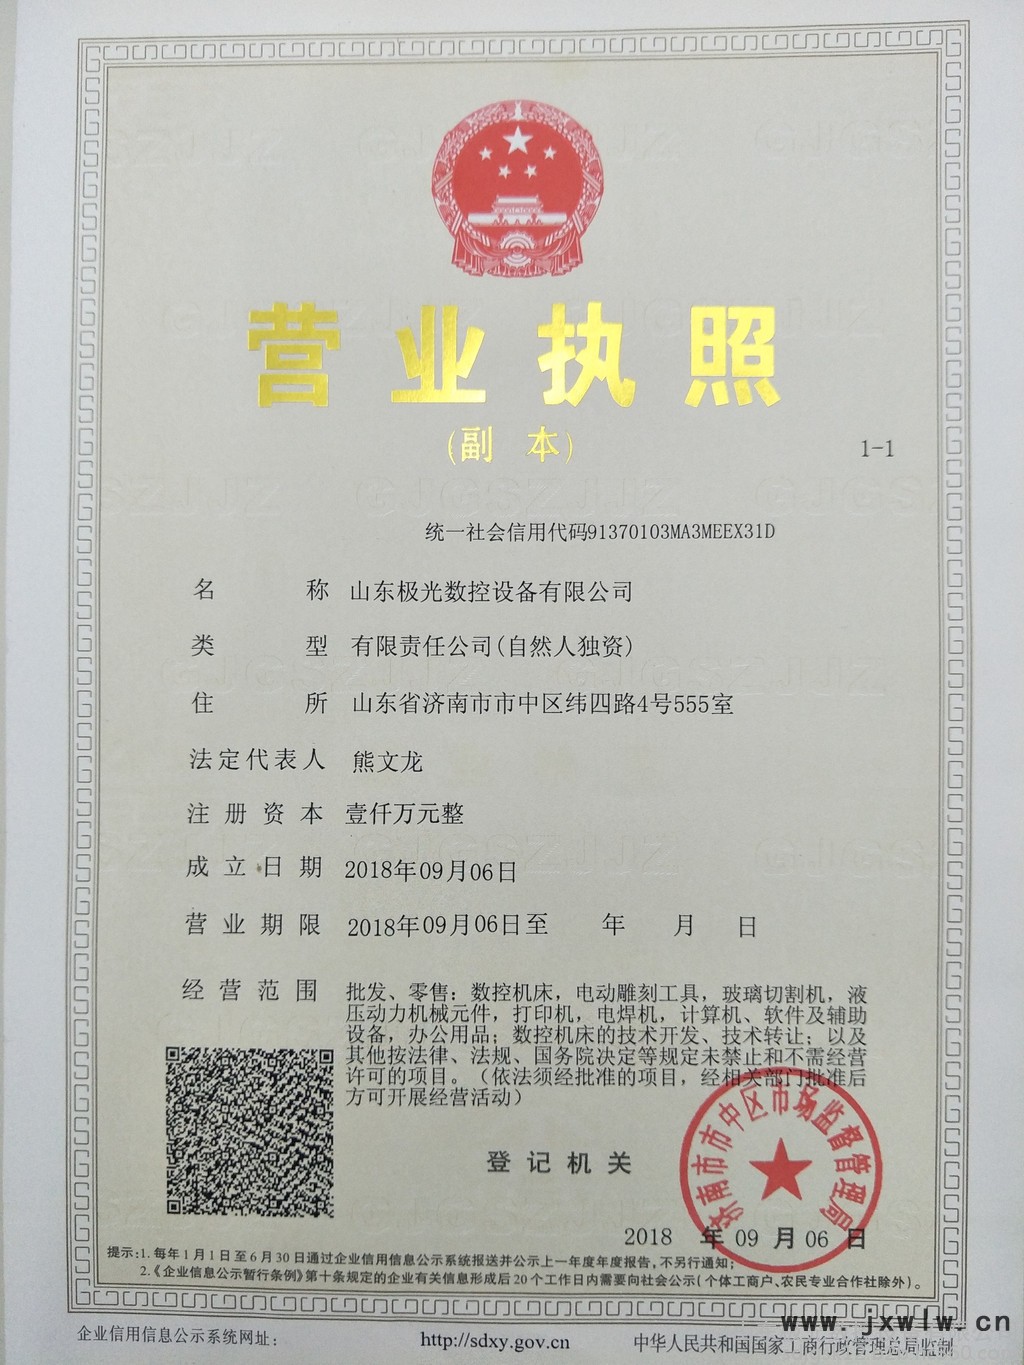 营业执照
(副 本)
1-1
统一社会信用代码91370103MA3MEEX31D
名 称 山东极光数控设备有限公司
类 型 有限责任公司(自然人独资)
住 所 山东省济南市市中区纬四路4号555室
法定代表人 熊文龙
注册资本 壹仟万元整
成立日期 2018年09月06日
营业期限 2018年09月06日至 年 月 日
经营范围 批发、零售：数控机床，电动雕刻工具，玻璃切割机，液
压动力机械元件，打印机，电焊机，计算机、软件及辅助
设备，办公用品；数控机床的技术开发、技术转让；以及
其他按法律、法规、国务院决定等规定未禁止和不需经营
许可的项目。（依法须经批准的项目，经相关部门批准后
方可开展经营活动）
济南市市中区市场监督管理局
登记机关
2018 年 09 月 06 日
提示:1.每年1月1日至6月30日通过企业信用信息公示系统报送并公示上一年度年度报告,不另行通知;
2.《企业信息公示暂行条例》第十条规定的企业有关信息形成后20个工作日内需要向社会公示(个体工商户、农民专业合作社除外)。
www.jxwlw.cn
企业信用信息公示系统网址: http://sdxy.gov.cn 中华人民共和国国家工商行政管理总局监制